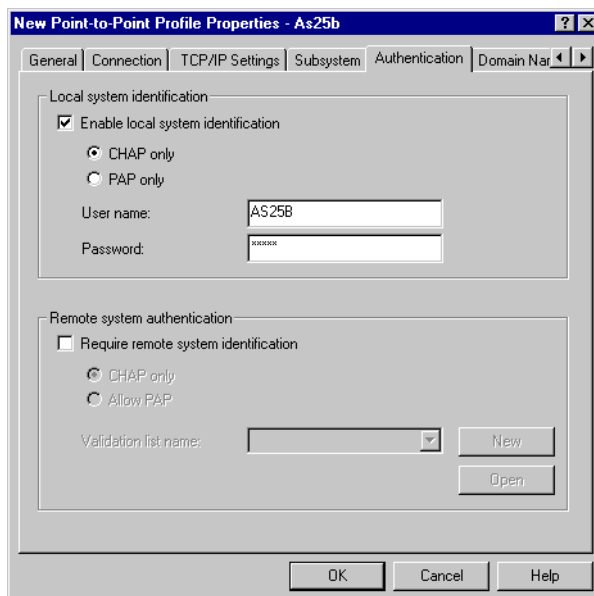 New Point-to-Point Profile Properties - As25b
General Connection TCP/IP Settings Subsystem Authentication Domain Nar
Local system identification
Enable local system identification
CHAP only
PAP only
User name: AS25B
Password: xxxxx
Remote system authentication
Require remote system identification
CHAP only
Allow PAP
Validation list name: New
Open
OK Cancel Help